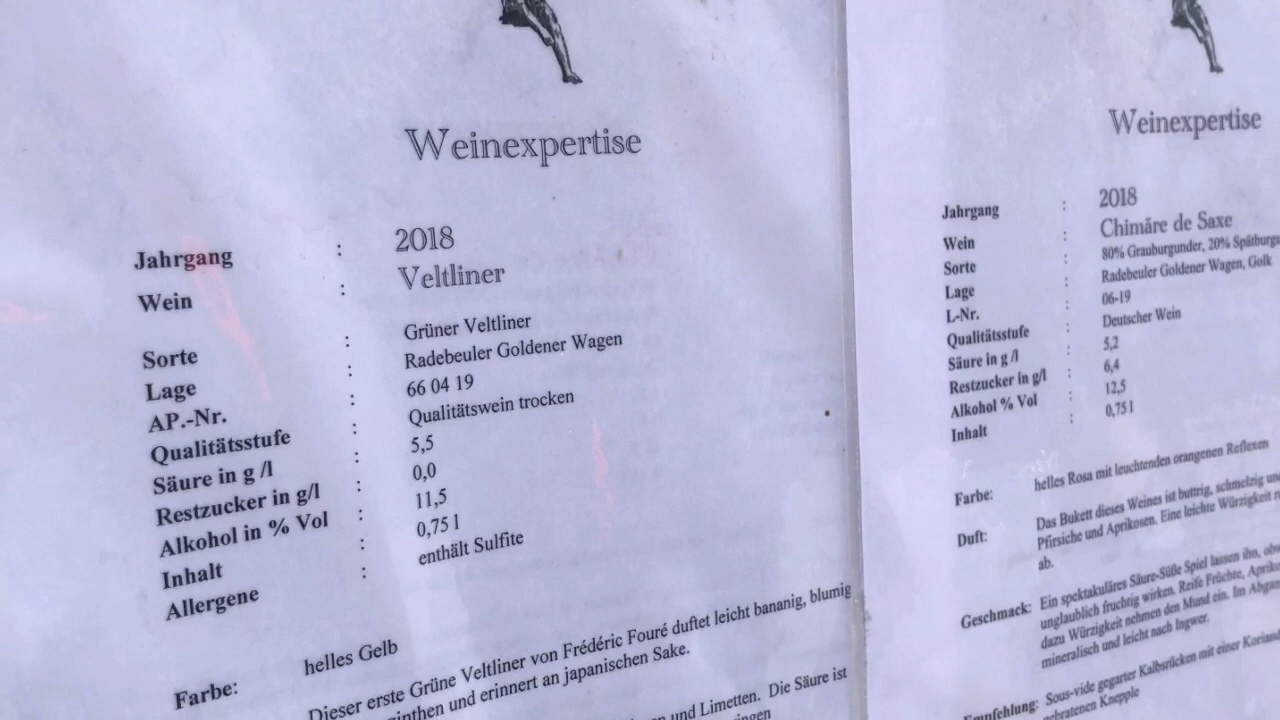 Weinexpertise
Jahrgang : 2018
Wein : Veltliner
Sorte : Grüner Veltliner
Lage : Radebeuler Goldener Wagen
AP.-Nr. : 66 04 19
Qualitätsstufe : Qualitätswein trocken
Säure in g /l : 5,5
Restzucker in g/l : 0,0
Alkohol in % Vol : 11,5
Inhalt : 0,75 l
Allergene : enthält Sulfite
Farbe: helles Gelb
Dieser erste Grüne Veltliner von Frédéric Fouré duftet leicht bananig, blumig
und erinnert an japanischen Sake.
und Limetten. Die Säure ist
Weinexpertise
Jahrgang : 2018
Wein : Chimäre de Saxe
Sorte : 80% Grauburgunder, 20%
Lage : Radebeuler Goldener Wagen, Golk
L-Nr. : 06-19
Qualitätsstufe : Deutscher Wein
Säure in g /l : 5,2
Restzucker in g/l : 6,4
Alkohol % Vol : 12,5
Inhalt : 0,75 l
Farbe: helles Rosa mit leuchtenden orangenen Reflexen
Duft: Das Bukett dieses Weines ist buttrig, schmelzig
Pfirsiche und Aprikosen. Eine leichte Würzigkeit
ab.
Geschmack: Ein spektakuläres Säure-Süße Spiel lassen ihn,
unglaublich fruchtig wirken. Reife Früchte,
dazu Würzigkeit nehmen den Mund ein. Im
mineralisch und leicht nach Ingwer.
Empfehlung: Sous-vide gegarter Kalbsrücken mit einer
gebratenen Knepple